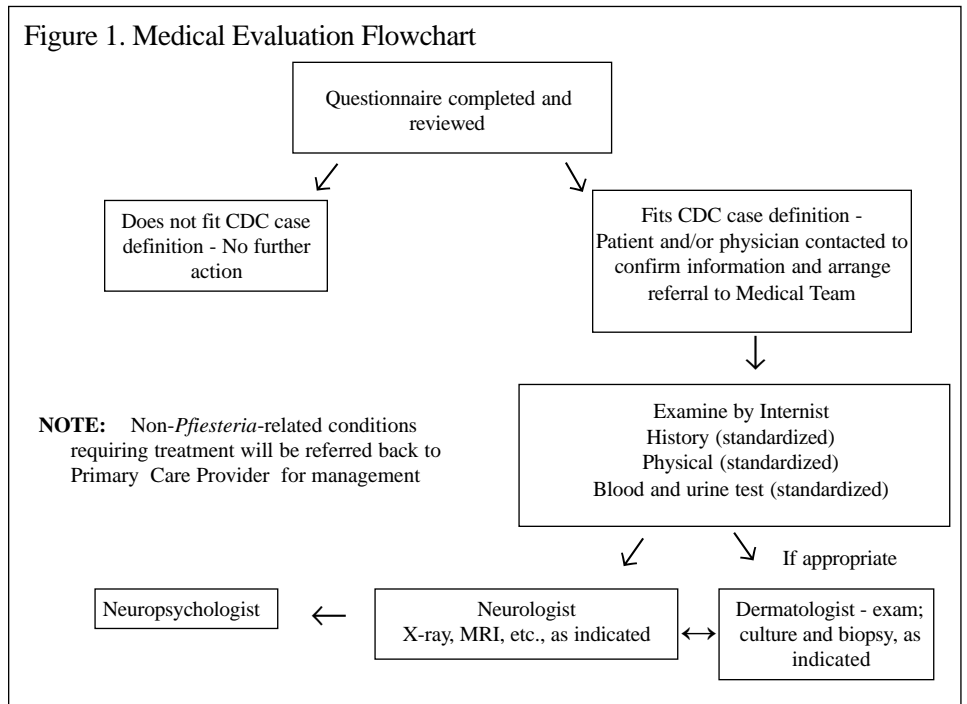 Figure 1. Medical Evaluation Flowchart
Questionnaire completed and
reviewed
Does not fit CDC case
definition - No further
action
Fits CDC case definition -
Patient and/or physician contacted to
confirm information and arrange
referral to Medical Team
NOTE: Non-Pfiesteria-related conditions
requiring treatment will be referred back to
Primary Care Provider for management
Examine by Internist
History (standardized)
Physical (standardized)
Blood and urine test (standardized)
If appropriate
Neuropsychologist
Neurologist
X-ray, MRI, etc., as indicated
Dermatologist - exam;
culture and biopsy, as
indicated